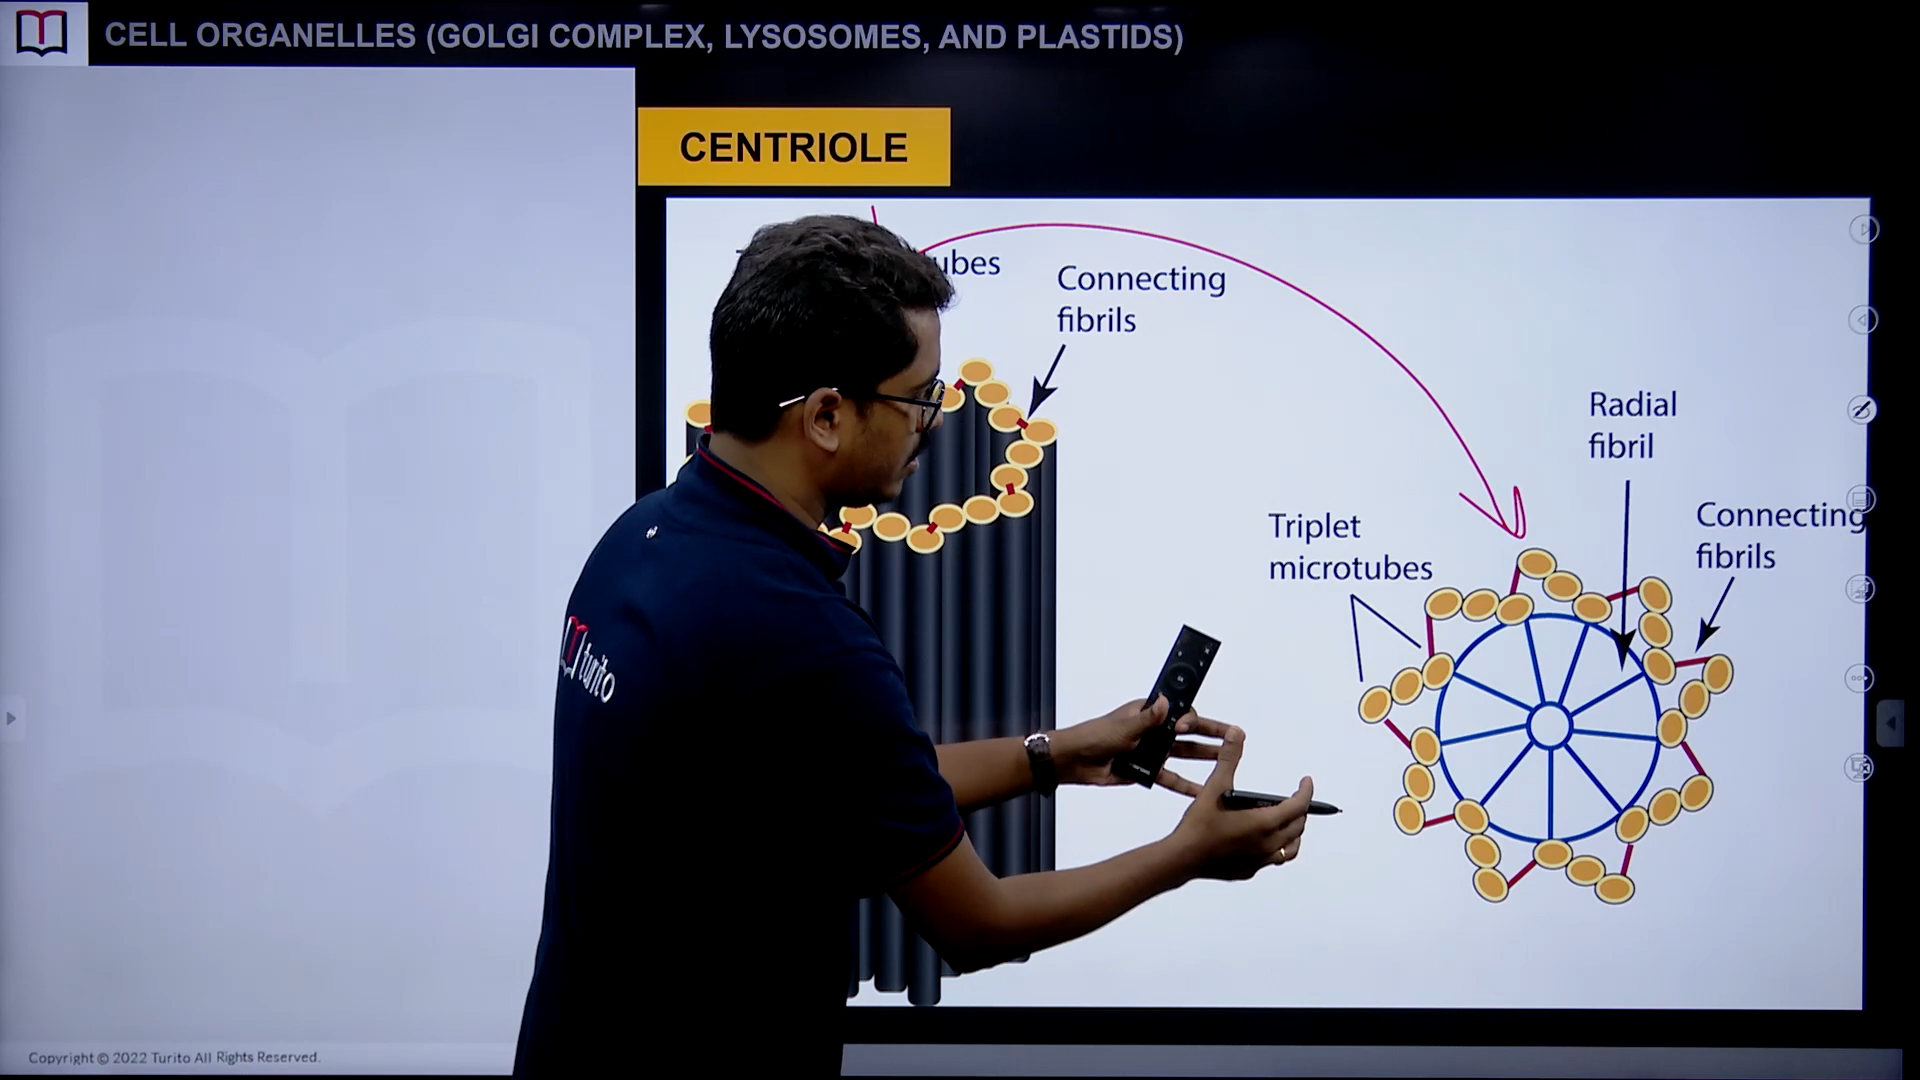 CELL ORGANELLES (GOLGI COMPLEX, LYSOSOMES, AND PLASTIDS)
CENTRIOLE
Connecting
fibrils
Radial
fibril
Connecting
fibrils
Triplet
microtubes
turito
Copyright © 2022 Turito All Rights Reserved.